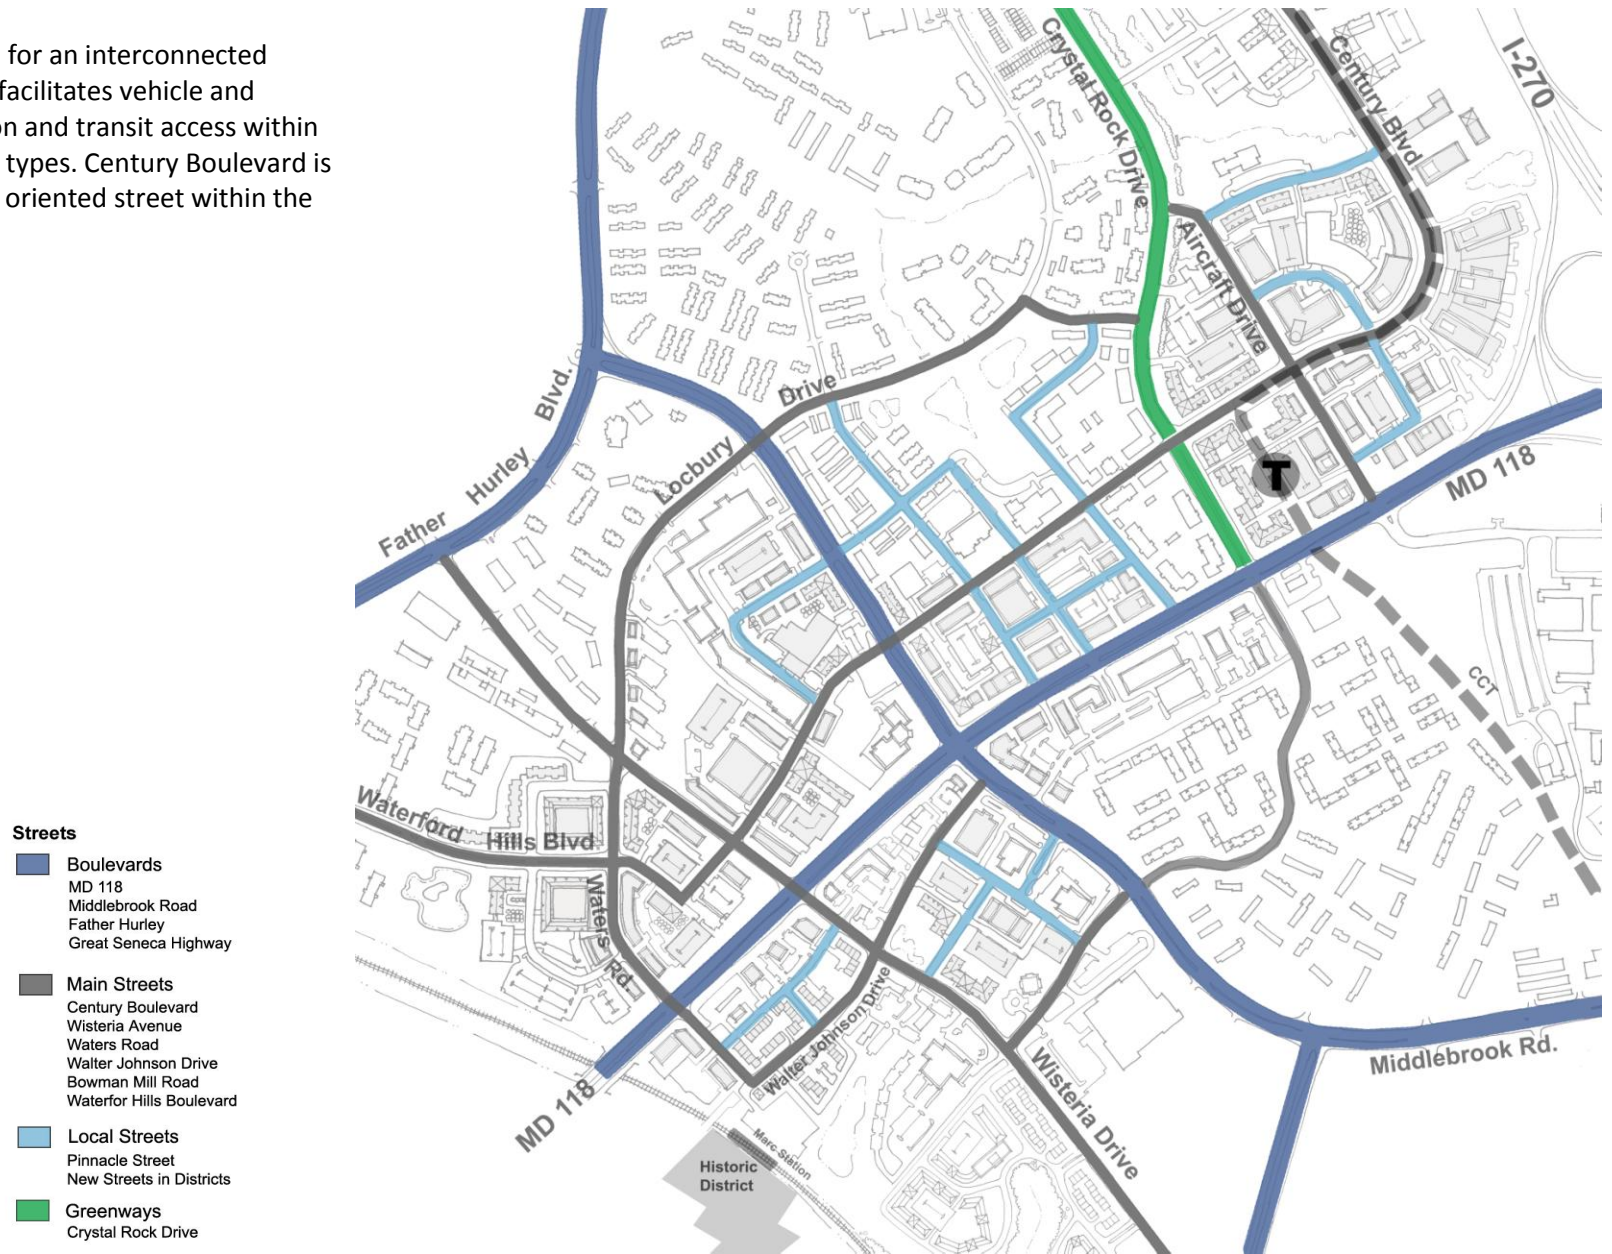 for an interconnected
facilitates vehicle and
on and transit access within
types. Century Boulevard is
oriented street within the
Crystal Rock Drive
Century Blvd
I-270
Aircraft Drive
Father Hurley Blvd.
Locbury Drive
T
MD 118
CCT
Waterford Hills Blvd
Waters Rd.
MD 118
Walter Johnson Drive
Wisteria Drive
Middlebrook Rd.
Marc Station
Historic
District
Streets
Boulevards
MD 118
Middlebrook Road
Father Hurley
Great Seneca Highway
Main Streets
Century Boulevard
Wisteria Avenue
Waters Road
Walter Johnson Drive
Bowman Mill Road
Waterfor Hills Boulevard
Local Streets
Pinnacle Street
New Streets in Districts
Greenways
Crystal Rock Drive